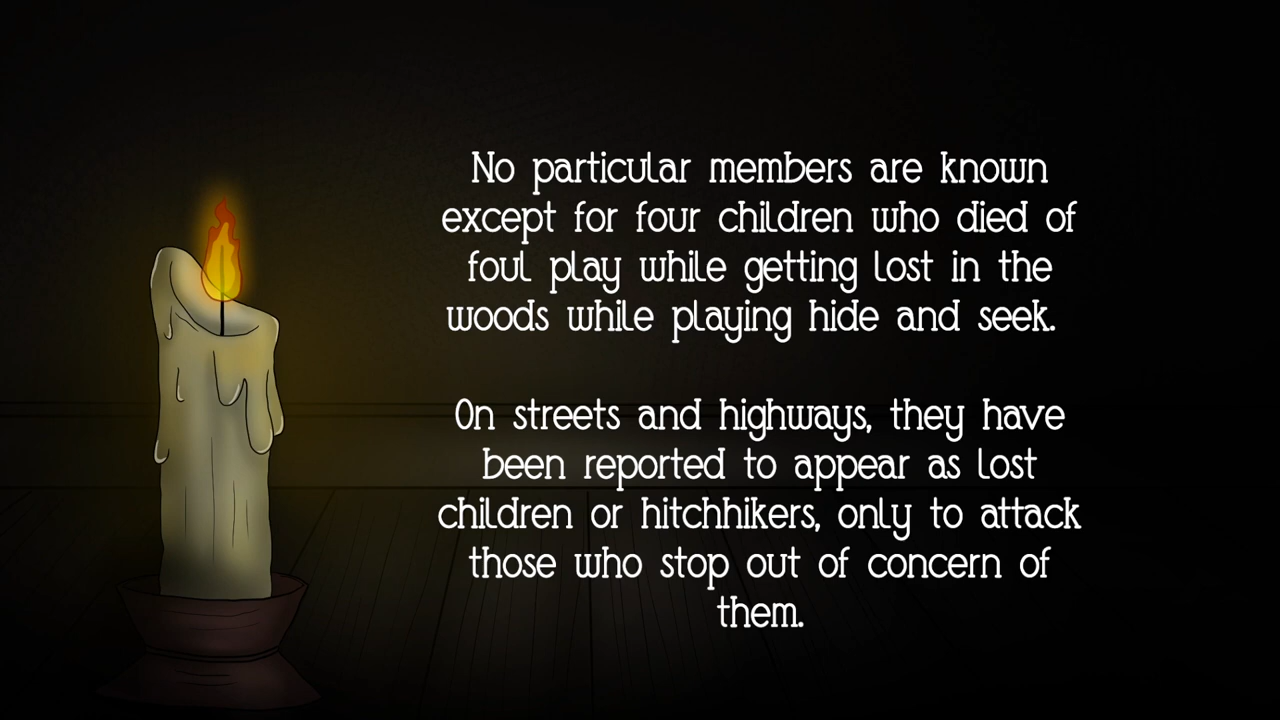 No particular members are known
except for four children who died of
foul play while getting lost in the
woods while playing hide and seek.
On streets and highways, they have
been reported to appear as lost
children or hitchhikers, only to attack
those who stop out of concern of
them.